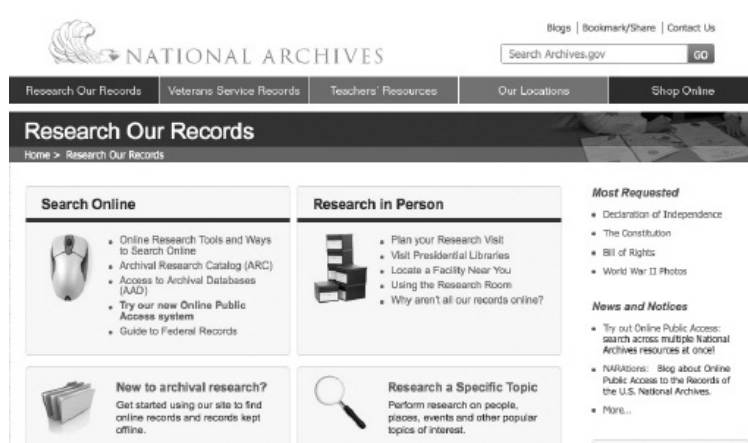 Blogs | Bookmark/Share | Contact Us
NATIONAL ARCHIVES
Search Archives.gov GO
Research Our Records Veterans Service Records Teachers' Resources Our Locations Shop Online
Research Our Records
Home > Research Our Records
Search Online
Online Research Tools and Ways
to Search Online
Archival Research Catalog (ARC)
Access to Archival Databases
(AAD)
Try our new Online Public
Access system
Guide to Federal Records
Research in Person
Plan your Research Visit
Visit Presidential Libraries
Locate a Facility Near You
Using the Research Room
Why aren't all our records online?
New to archival research?
Get started using our site to find
online records and records kept
offline.
Research a Specific Topic
Perform research on people,
places, events and other popular
topics of interest.
Most Requested
Declaration of Independence
The Constitution
Bill of Rights
World War II Photos
News and Notices
Try out Online Public Access:
search across multiple National
Archives resources at once!
NARAtions: Blog about Online
Public Access to the Records of
the U.S. National Archives.
More...